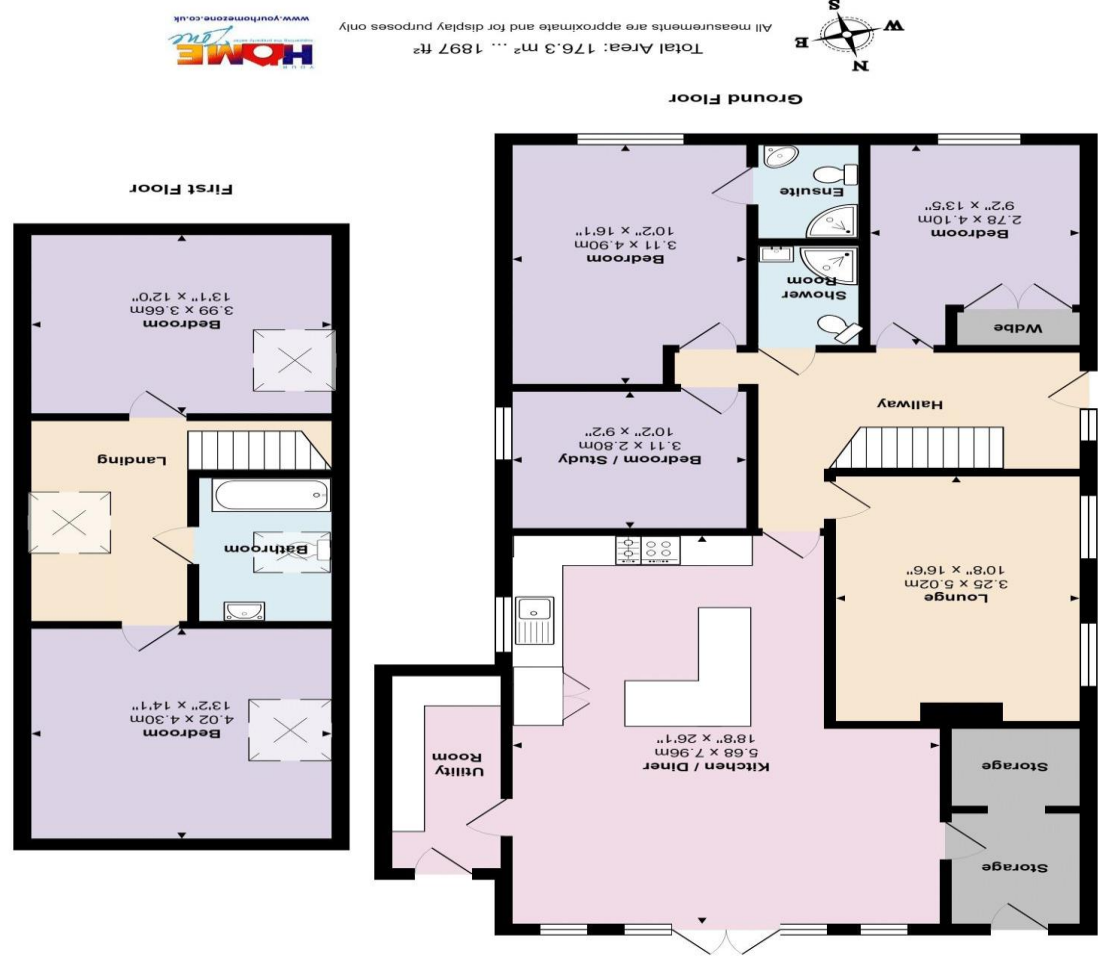 Storage
Storage
Kitchen / Diner
5.68 x 7.96m
18'8" x 26'1"
Utility
Room
Lounge
3.25 x 5.02m
10'8" x 16'6"
Bedroom / Study
3.11 x 2.80m
10'2" x 9'2"
Hallway
Wdbe
Bedroom
2.78 x 4.10m
9'2" x 13'5"
Shower
Room
Ensuite
Bedroom
3.11 x 4.90m
10'2" x 16'1"
Ground Floor
Bedroom
4.02 x 4.30m
13'2" x 14'1"
Bathroom
Landing
Bedroom
3.99 x 3.66m
13'1" x 12'0"
First Floor
N
W
E
S
Total Area: 176.3 m² ... 1897 ft²
All measurements are approximate and for display purposes only
YOUR
HOME
Zone
www.yourhomezone.co.uk